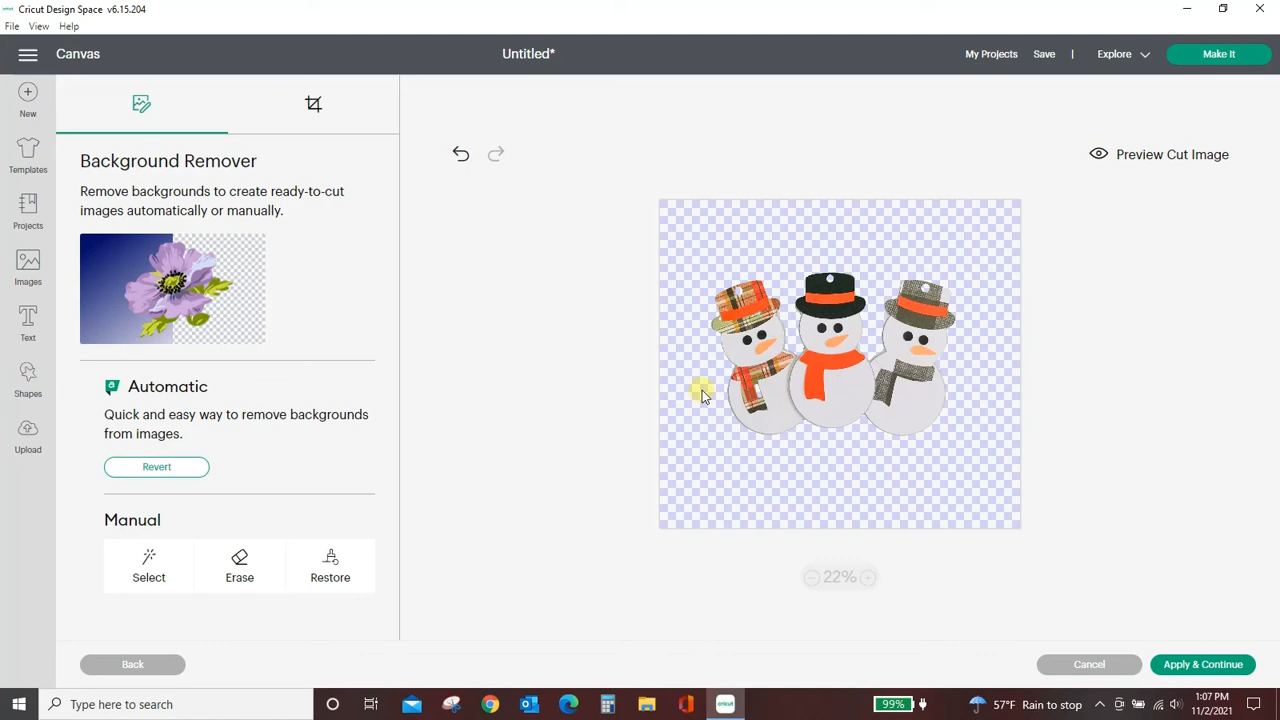 Cricut Design Space v6.15.204
File View Help
Canvas
Untitled*
My Projects Save | Explore Make It
New
Templates
Projects
Images
Text
Shapes
Upload
Background Remover
Remove backgrounds to create ready-to-cut
images automatically or manually.
Automatic
Quick and easy way to remove backgrounds
from images.
Revert
Manual
Select Erase Restore
Preview Cut Image
22%
Back
Cancel Apply & Continue
Type here to search
cricut
99%
57°F Rain to stop
1:07 PM
11/2/2021